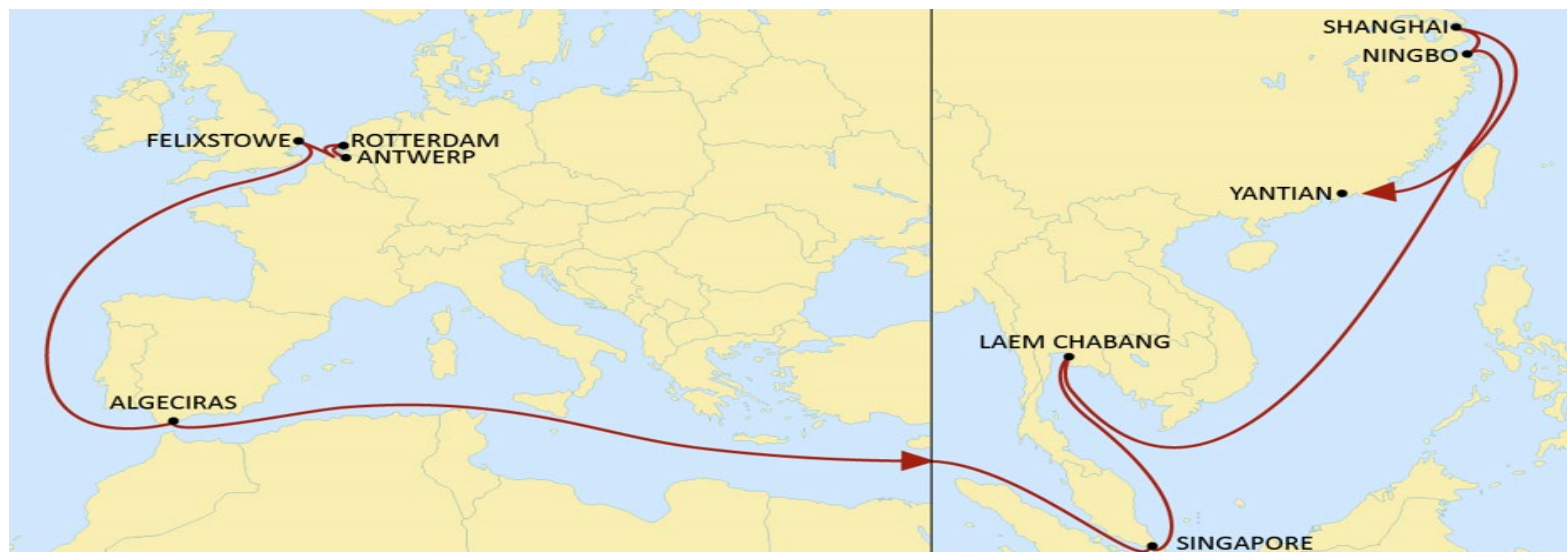 SHANGHAI
NINGBO
FELIXSTOWE
ROTTERDAM
ANTWERP
YANTIAN
LAEM CHABANG
ALGECIRAS
SINGAPORE